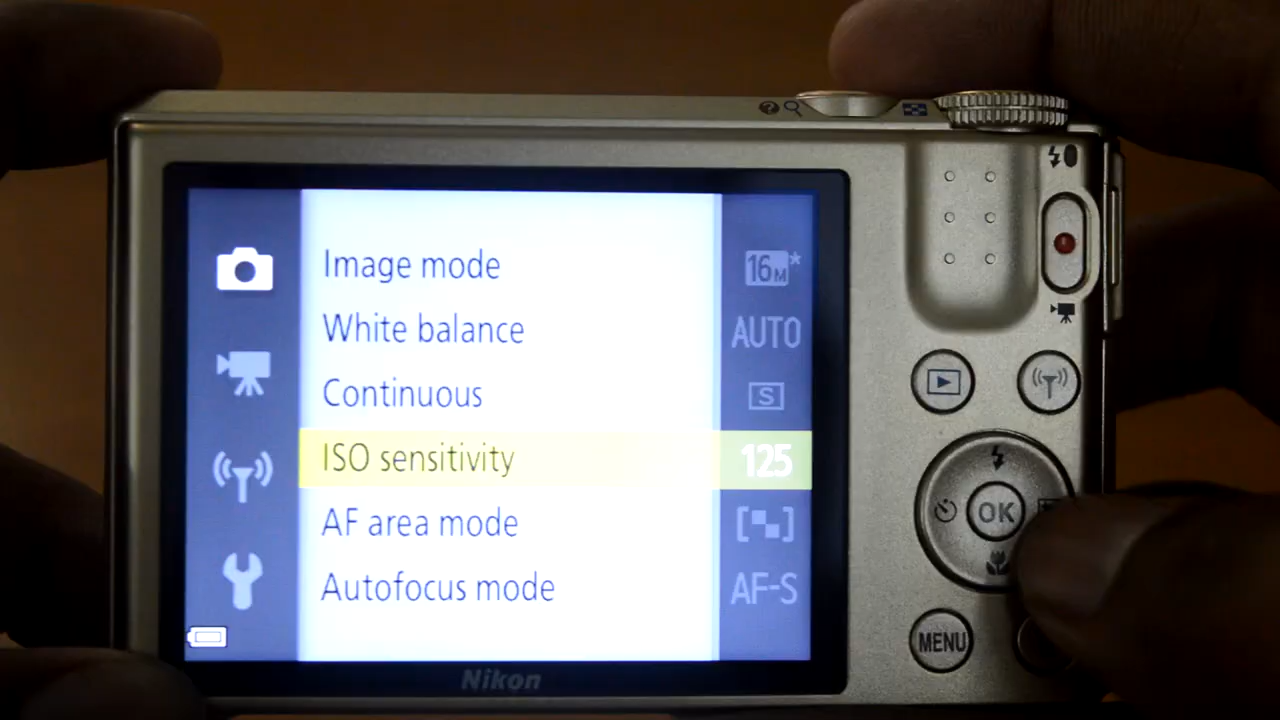 Image mode
16M*
White balance
AUTO
Continuous
S
ISO sensitivity
125
AF area mode
Autofocus mode
AF-S
OK
MENU
Nikon